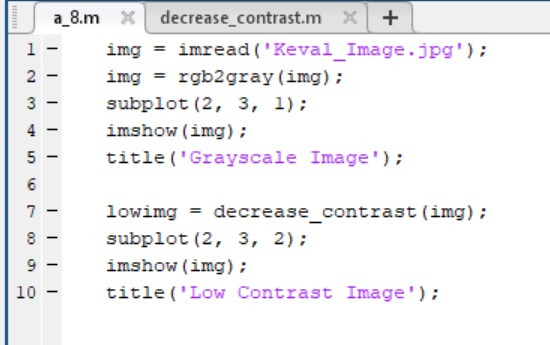 a_8.m decrease_contrast.m +
1 - img = imread('Keval_Image.jpg');
2 - img = rgb2gray(img);
3 - subplot(2, 3, 1);
4 - imshow(img);
5 - title('Grayscale Image');
6
7 - lowimg = decrease_contrast(img);
8 - subplot(2, 3, 2);
9 - imshow(img);
10 - title('Low Contrast Image');